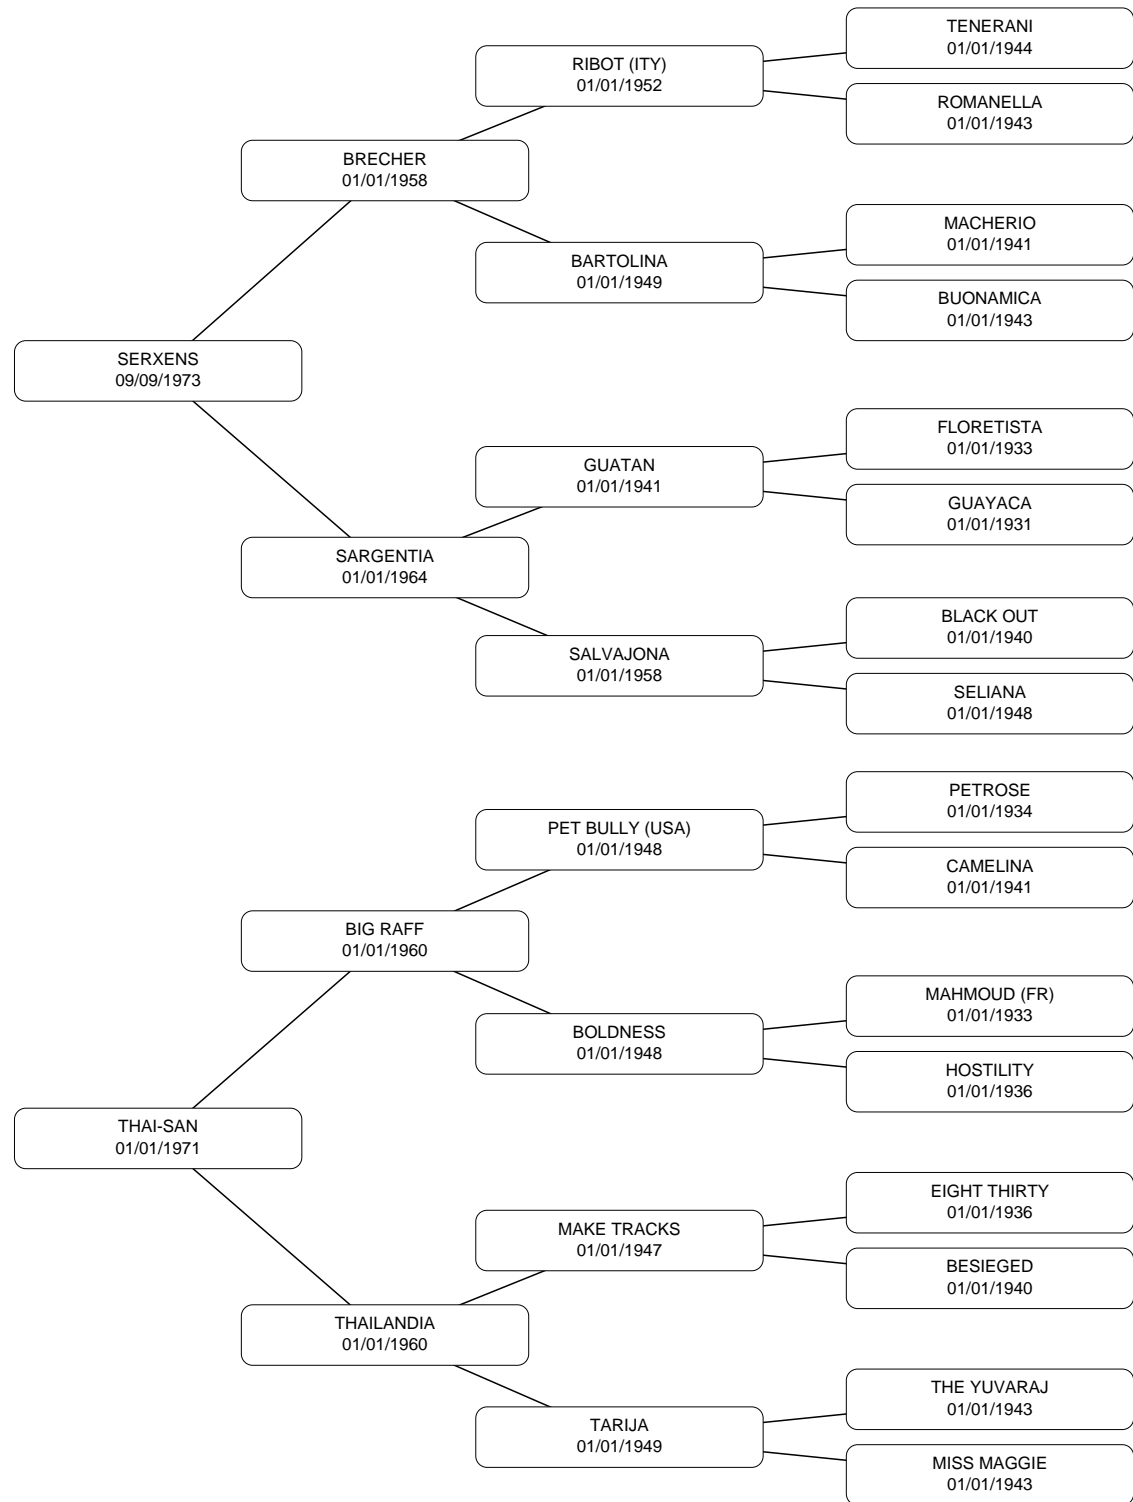 TENERANI
01/01/1944
RIBOT (ITY)
01/01/1952
ROMANELLA
01/01/1943
BRECHER
01/01/1958
MACHERIO
01/01/1941
BARTOLINA
01/01/1949
BUONAMICA
01/01/1943
SERXENS
09/09/1973
FLORETISTA
01/01/1933
GUATAN
01/01/1941
GUAYACA
01/01/1931
SARGENTIA
01/01/1964
BLACK OUT
01/01/1940
SALVAJONA
01/01/1958
SELIANA
01/01/1948
PETROSE
01/01/1934
PET BULLY (USA)
01/01/1948
CAMELINA
01/01/1941
BIG RAFF
01/01/1960
MAHMOUD (FR)
01/01/1933
BOLDNESS
01/01/1948
HOSTILITY
01/01/1936
THAI-SAN
01/01/1971
EIGHT THIRTY
01/01/1936
MAKE TRACKS
01/01/1947
BESIEGED
01/01/1940
THAILANDIA
01/01/1960
THE YUVARAJ
01/01/1943
TARIJA
01/01/1949
MISS MAGGIE
01/01/1943